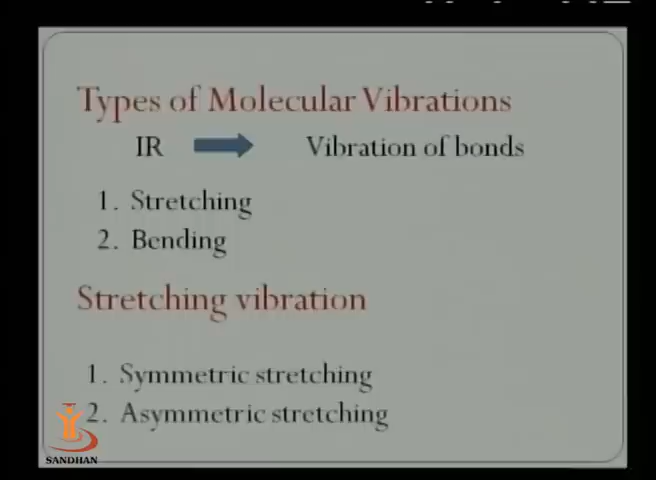 Types of Molecular Vibrations
IR Vibration of bonds
1. Stretching
2. Bending
Stretching vibration
1. Symmetric stretching
2. Asymmetric stretching
SANDHAN